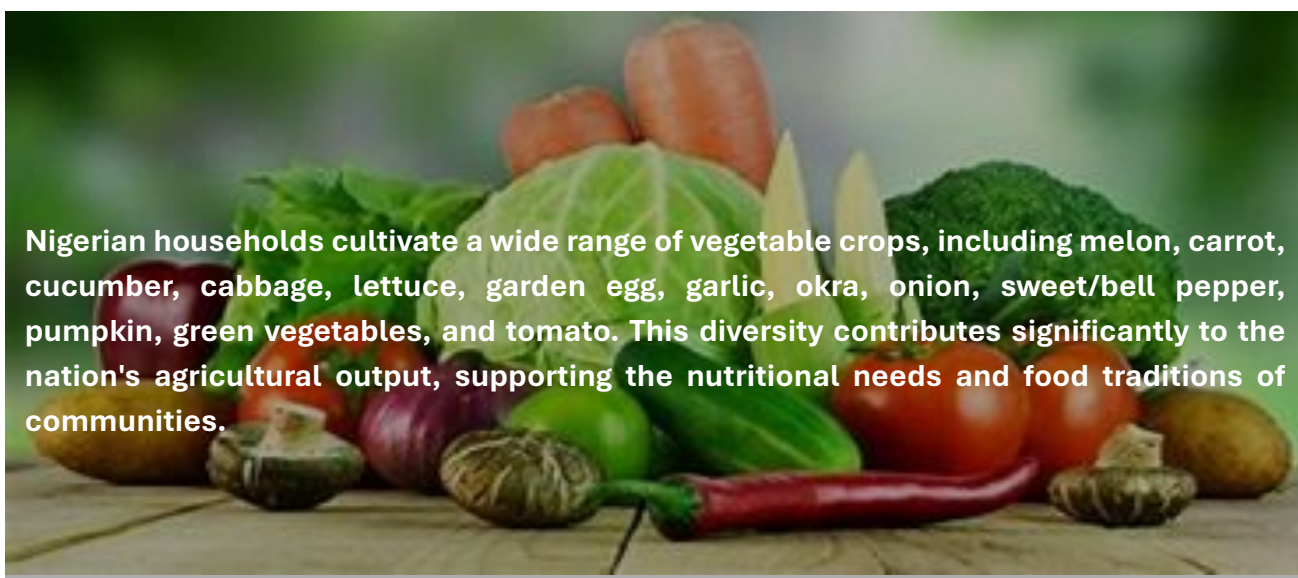 Nigerian households cultivate a wide range of vegetable crops, including melon, carrot,
cucumber, cabbage, lettuce, garden egg, garlic, okra, onion, sweet/bell pepper,
pumpkin, green vegetables, and tomato. This diversity contributes significantly to the
nation's agricultural output, supporting the nutritional needs and food traditions of
communities.